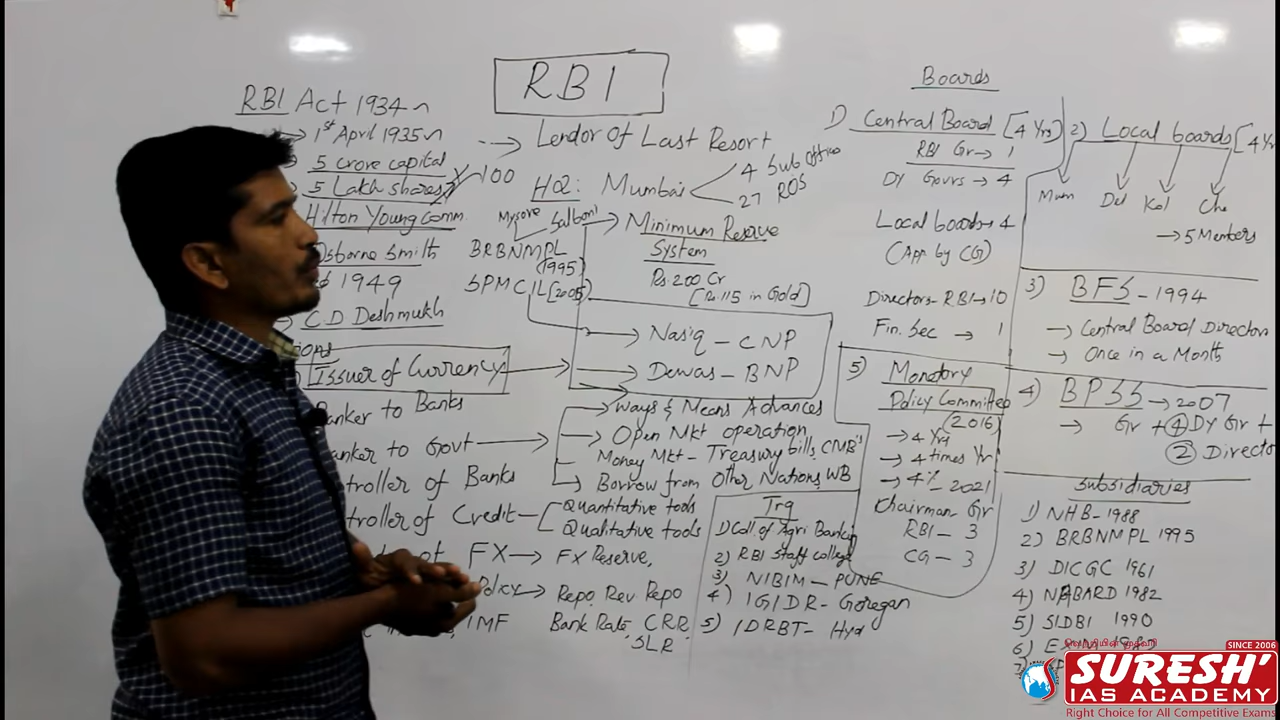 RBI
RBI Act 1934
1st April 1935
5 crore capital
5 Lakh shares
100
Hilton Young Comm
Osborne Smith
1949
C.D Deshmukh
Issuer of Currency
Banker to Banks
Banker to Govt
Controller of Banks
Controller of Credit
of FX
Policy
IMF
Lendor Of Last Resort
HQ: Mumbai
4 Sub Office
27 ROS
Mysore Salboni
BRBNMPL
(1995)
SPMCIL (2005)
Minimum Reserve
System
Rs.200 Cr
[Rs.115 in Gold]
Nasiq - CNP
Dewas - BNP
Ways & Means Advances
Open Mkt operation
Money Mkt - Treasury bills, CMB's
Borrow from Other Nations, WB
Quantitative tools
Qualitative tools
FX Reserve,
Repo, Rev Repo
Bank Rate, CRR,
SLR
Trg
1) Coll. of Agri Banking
2) RBI Staff college
3) NIBIM - PUNE
4) IGIDR - Goregan
5) IDRBT - Hyd
Boards
1) Central Board [4 Yrs]
RBI Gr → 1
Dy Govrs → 4
Local boards → 4
(App. by CG)
Directors - RBI → 10
Fin. Sec → 1
2) Local boards [4 Yr
Mum Del Kol Che
→ 5 Members
3) BFS - 1994
→ Central Board Director
→ Once in a Month
4) BPSS → 2007
→ Gr + 4 Dy Gr +
2 Directo
5) Monetory
Policy Committee
(2016)
→ 4 Yrs
→ 4 times Yr
→ 4% - 2021
Chairman - Gr
RBI - 3
CG - 3
Subsidiaries
1) NHB - 1988
2) BRBNMPL 1995
3) DICGC 1961
4) NABARD 1982
5) SIDBI 1990
6) EXIM
7)
SINCE 2006
SURESH'
IAS ACADEMY
Right Choice for All Competitive Exams